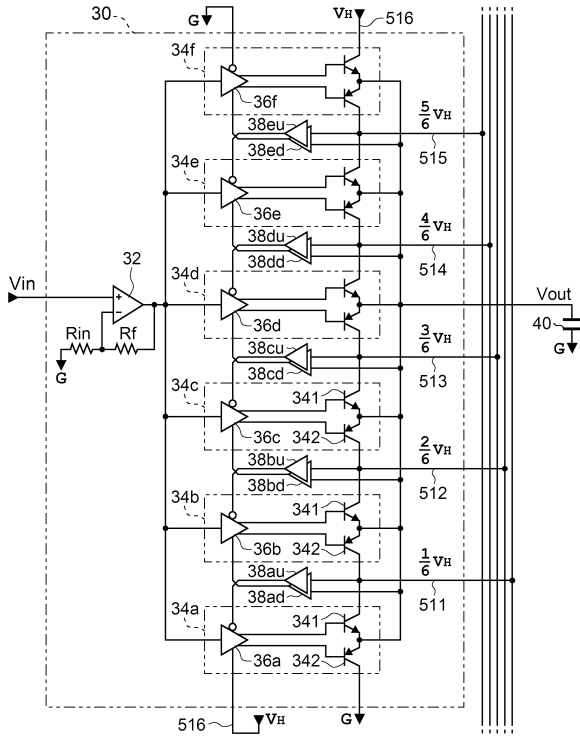 30
G
VH
516
34f
36f
38eu
38ed
5/6 VH
515
34e
36e
38du
38dd
4/6 VH
514
Vin
32
34d
36d
Vout
40
G
Rin
Rf
G
38cu
38cd
3/6 VH
513
34c
341
36c
342
38bu
38bd
2/6 VH
512
34b
341
36b
342
38au
38ad
1/6 VH
511
34a
341
36a
342
516
VH
G
+
−